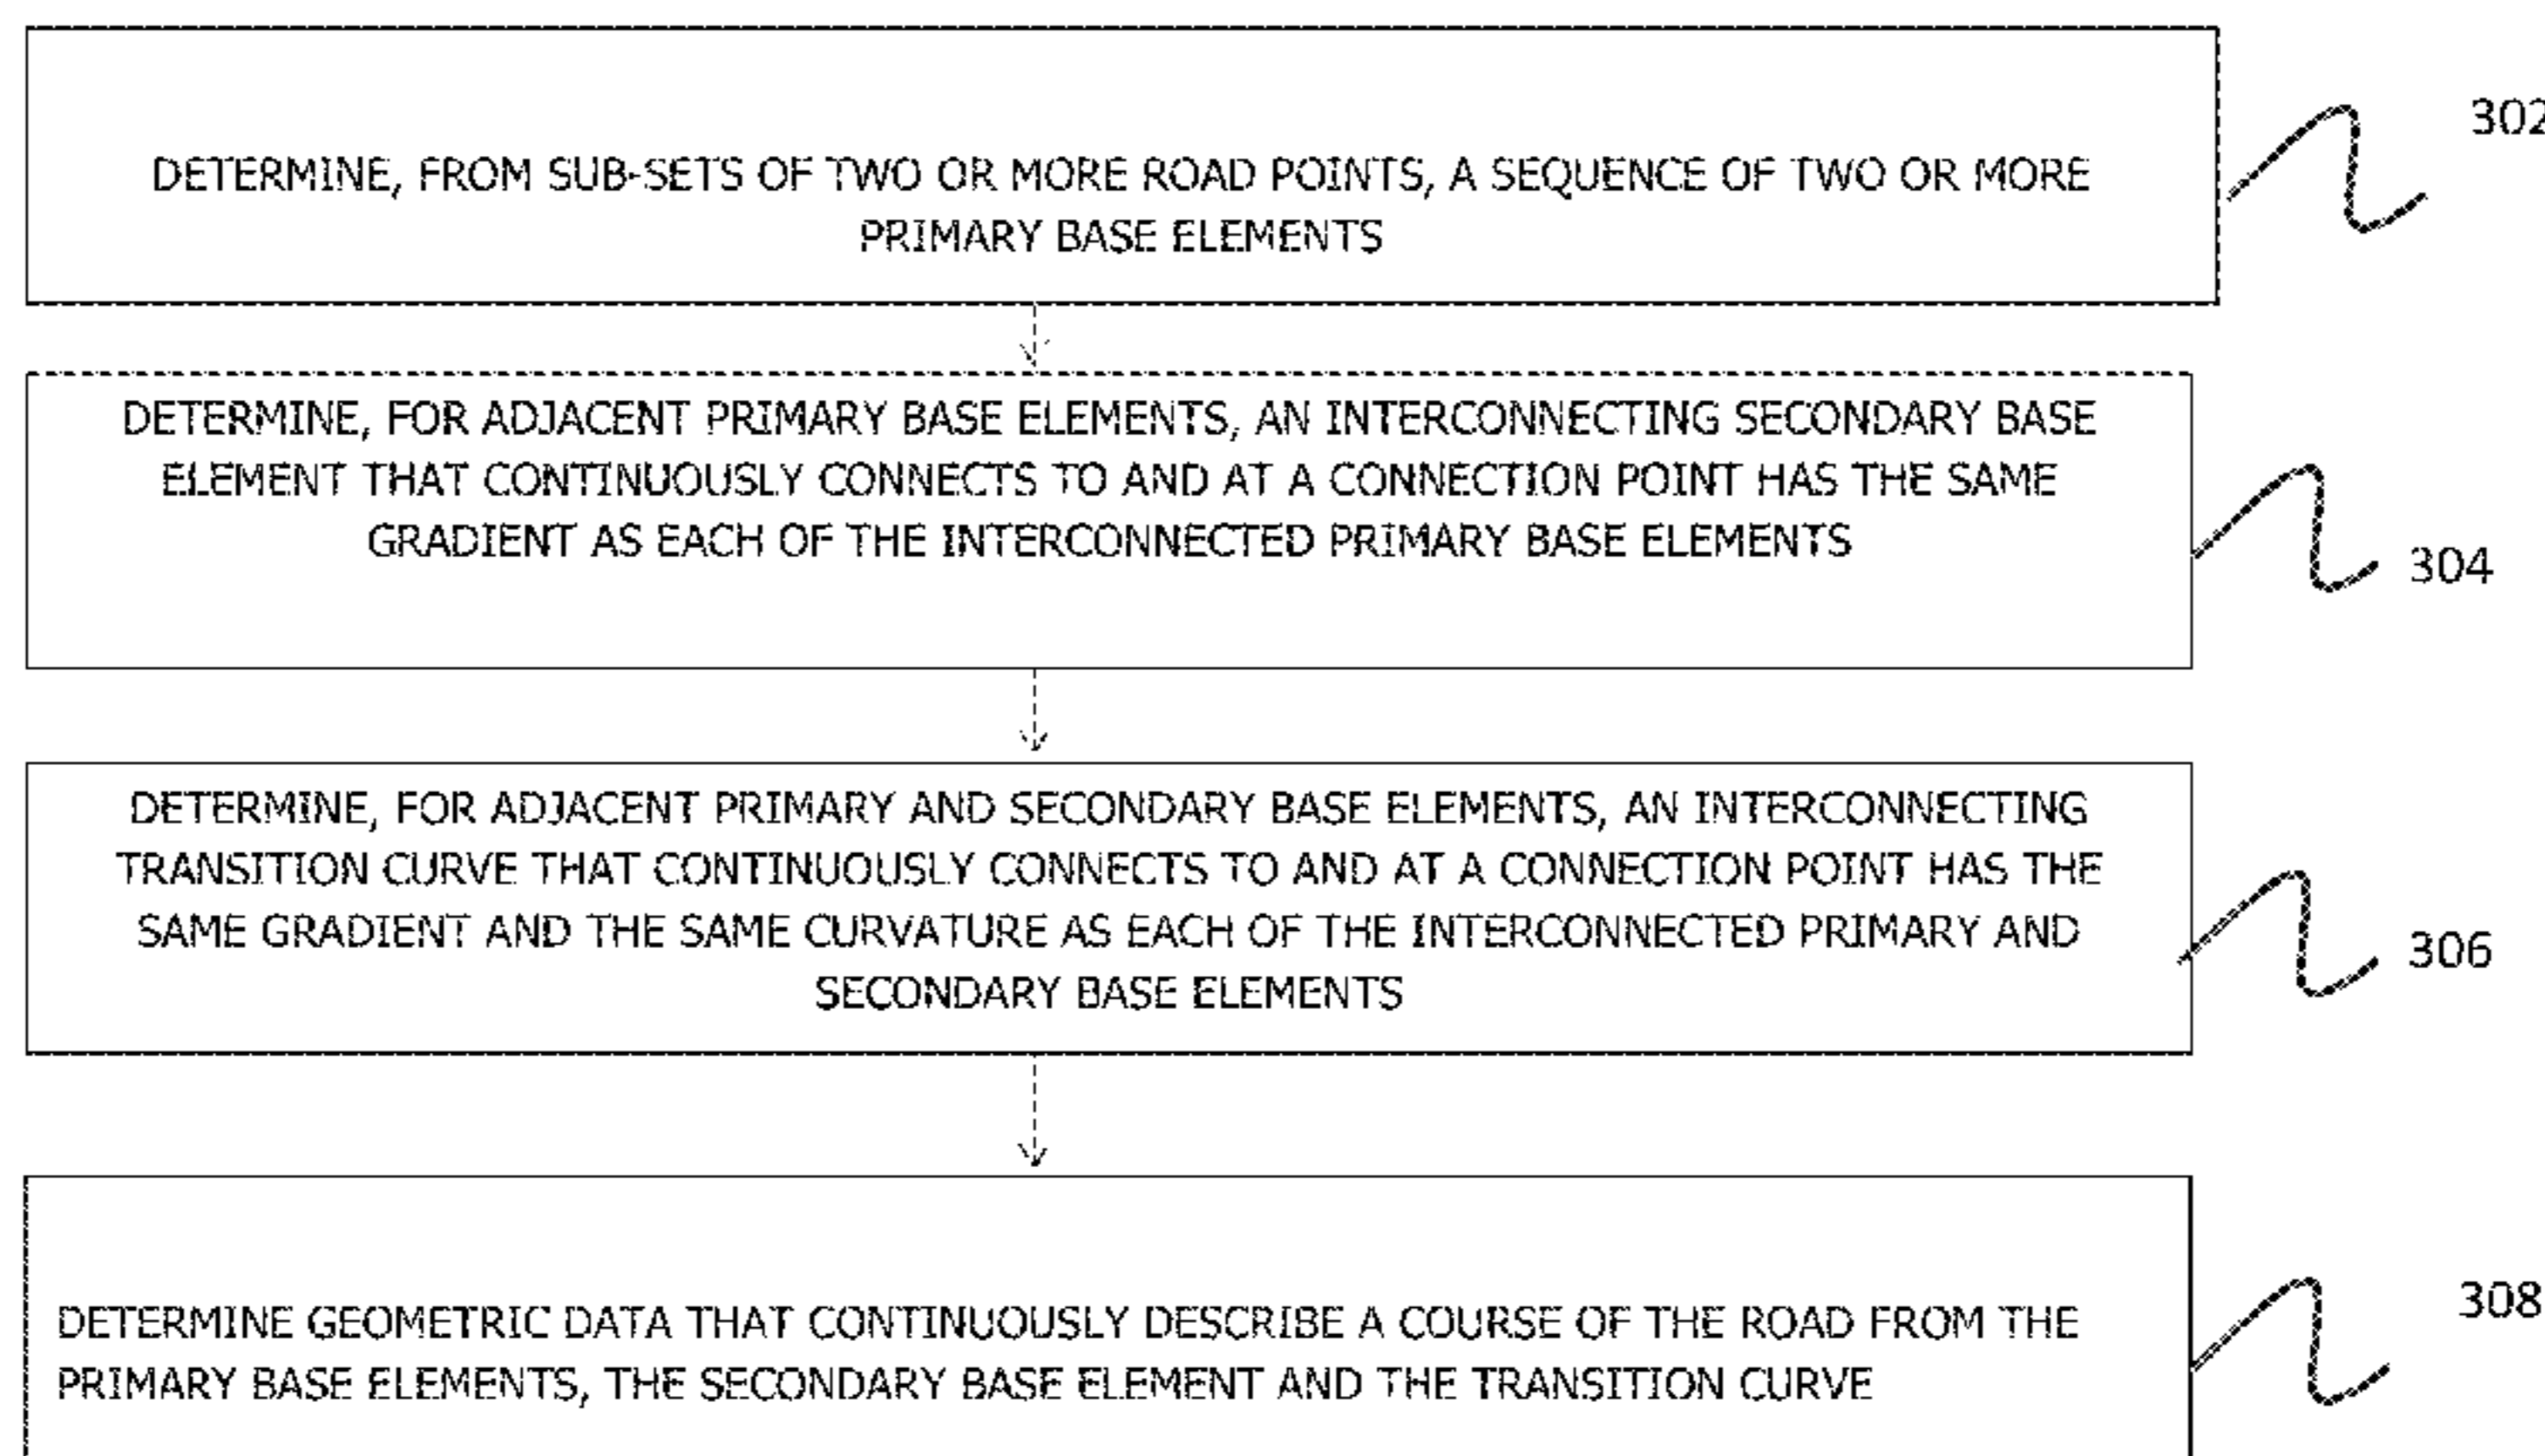 DETERMINE, FROM SUB-SETS OF TWO OR MORE ROAD POINTS, A SEQUENCE OF TWO OR MORE
PRIMARY BASE ELEMENTS
302
DETERMINE, FOR ADJACENT PRIMARY BASE ELEMENTS, AN INTERCONNECTING SECONDARY BASE
ELEMENT THAT CONTINUOUSLY CONNECTS TO AND AT A CONNECTION POINT HAS THE SAME
GRADIENT AS EACH OF THE INTERCONNECTED PRIMARY BASE ELEMENTS
304
DETERMINE, FOR ADJACENT PRIMARY AND SECONDARY BASE ELEMENTS, AN INTERCONNECTING
TRANSITION CURVE THAT CONTINUOUSLY CONNECTS TO AND AT A CONNECTION POINT HAS THE
SAME GRADIENT AND THE SAME CURVATURE AS EACH OF THE INTERCONNECTED PRIMARY AND
SECONDARY BASE ELEMENTS
306
DETERMINE GEOMETRIC DATA THAT CONTINUOUSLY DESCRIBE A COURSE OF THE ROAD FROM THE
PRIMARY BASE ELEMENTS, THE SECONDARY BASE ELEMENT AND THE TRANSITION CURVE
308